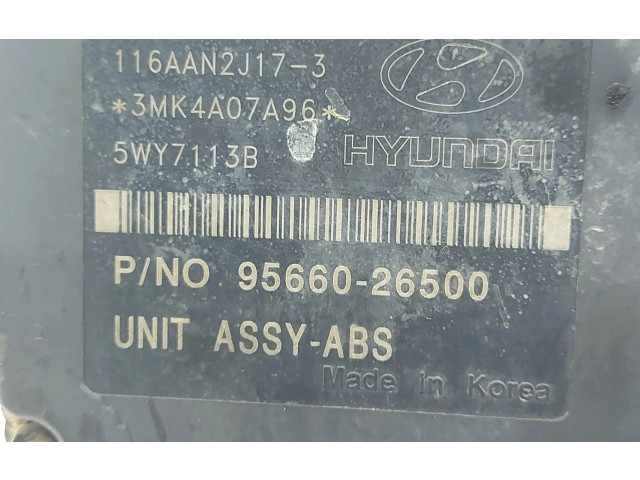 116AAN2J17-3
*3MK4A07A96*
5WY7113B
HYUNDAI
P/NO 95660-26500
UNIT ASSY-ABS
Made in Korea